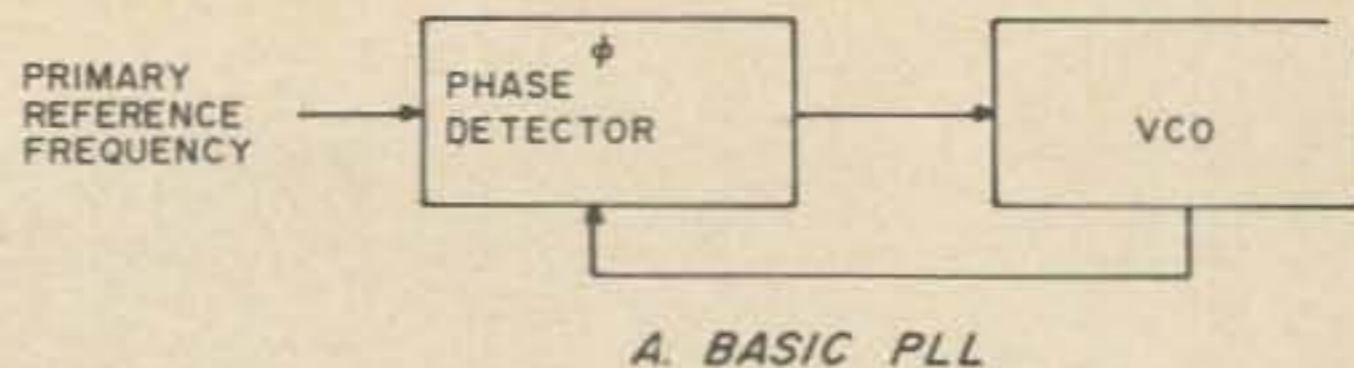 PRIMARY
REFERENCE
FREQUENCY
ϕ
PHASE
DETECTOR
VCO
A. BASIC PLL